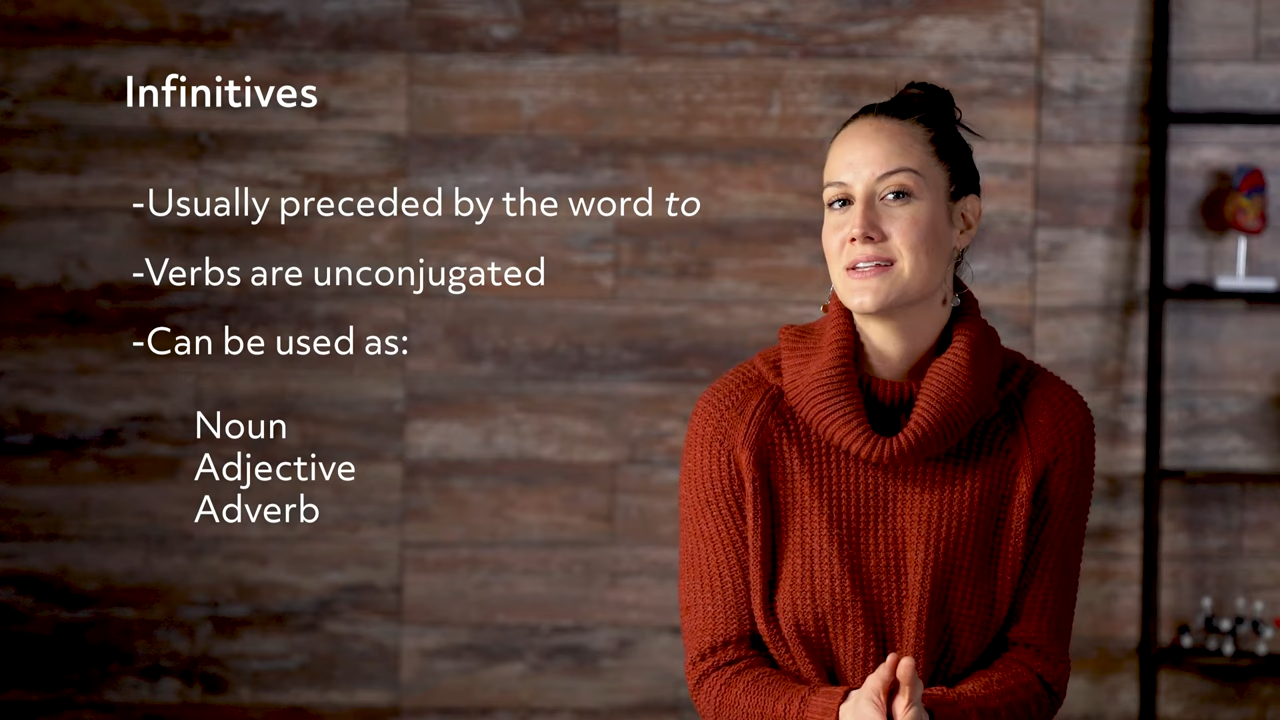 Infinitives
-Usually preceded by the word to
-Verbs are unconjugated
-Can be used as:
Noun
Adjective
Adverb